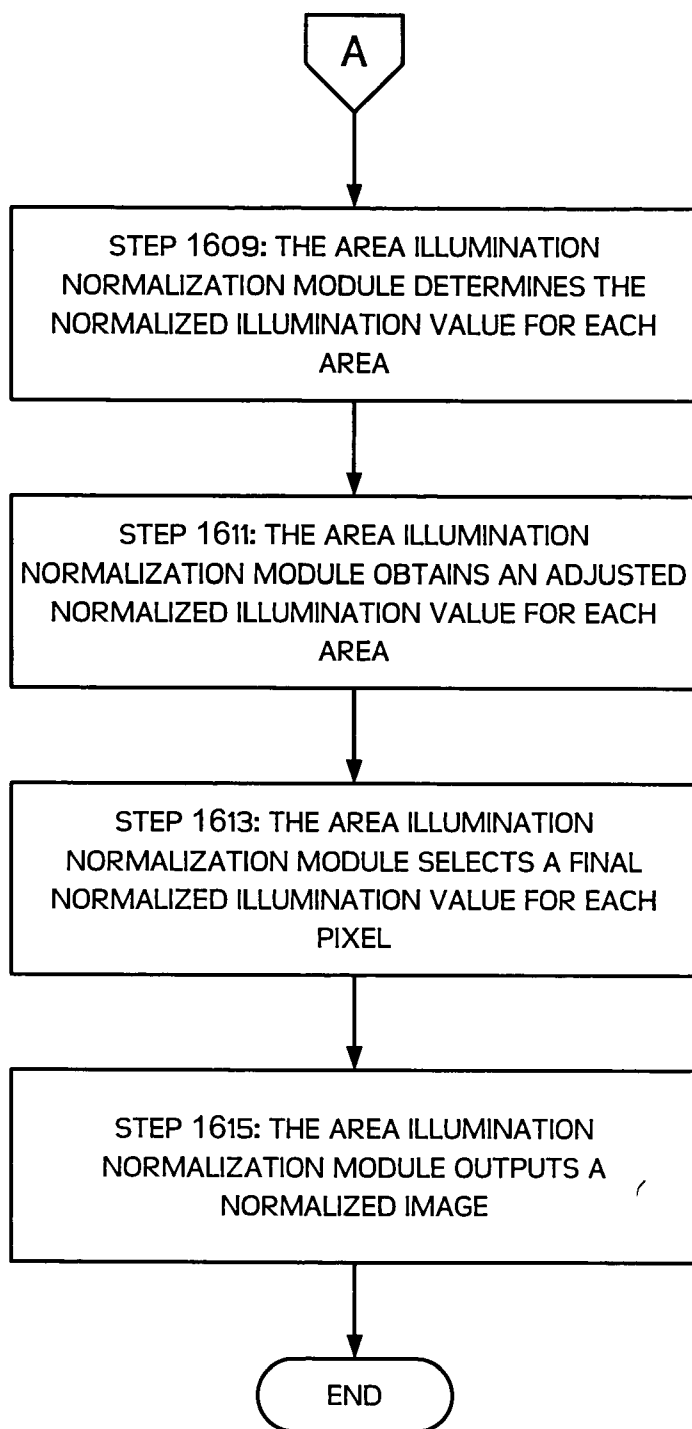 A
STEP 1609: THE AREA ILLUMINATION
NORMALIZATION MODULE DETERMINES THE
NORMALIZED ILLUMINATION VALUE FOR EACH
AREA
STEP 1611: THE AREA ILLUMINATION
NORMALIZATION MODULE OBTAINS AN ADJUSTED
NORMALIZED ILLUMINATION VALUE FOR EACH
AREA
STEP 1613: THE AREA ILLUMINATION
NORMALIZATION MODULE SELECTS A FINAL
NORMALIZED ILLUMINATION VALUE FOR EACH
PIXEL
STEP 1615: THE AREA ILLUMINATION
NORMALIZATION MODULE OUTPUTS A
NORMALIZED IMAGE
END